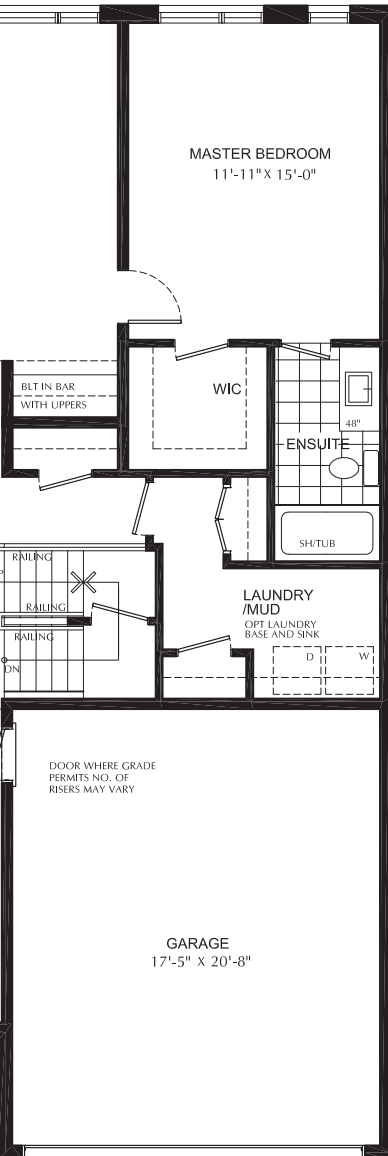 MASTER BEDROOM
11'-11" X 15'-0"
BLT IN BAR
WITH UPPERS
WIC
48"
ENSUITE
SH/TUB
RAILING
RAILING
RAILING
DN
LAUNDRY
/MUD
OPT LAUNDRY
BASE AND SINK
D
W
DOOR WHERE GRADE
PERMITS NO. OF
RISERS MAY VARY
GARAGE
17'-5" X 20'-8"